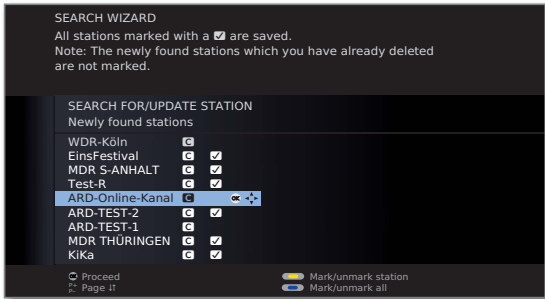 SEARCH WIZARD
All stations marked with a ☑ are saved.
Note: The newly found stations which you have already deleted
are not marked.
SEARCH FOR/UPDATE STATION
Newly found stations
WDR-Köln C
EinsFestival C ✓
MDR S-ANHALT C ✓
Test-R C ✓
ARD-Online-Kanal C OK
ARD-TEST-2 C ✓
ARD-TEST-1 C
MDR THÜRINGEN C ✓
KiKa C ✓
OK Proceed
Mark/unmark station
P+ P− Page ↓↑
Mark/unmark all